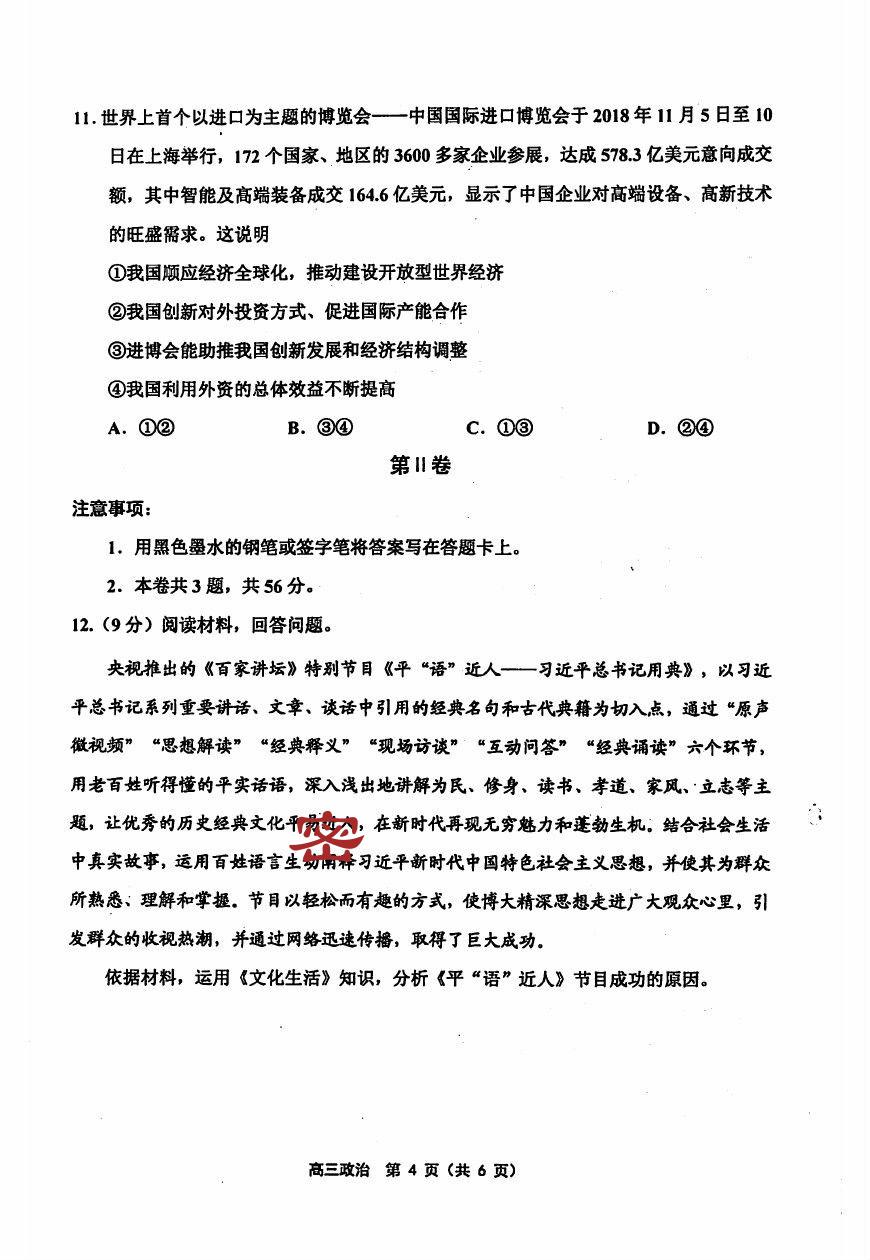 11.世界上首个以进口为主题的博览会——中国国际进口博览会于2018年11月5日至10
日在上海举行，172个国家、地区的3600多家企业参展，达成578.3亿美元意向成交
额，其中智能及高端装备成交164.6亿美元，显示了中国企业对高端设备、高新技术
的旺盛需求。这说明
①我国顺应经济全球化，推动建设开放型世界经济
②我国创新对外投资方式、促进国际产能合作
③进博会能助推我国创新发展和经济结构调整
④我国利用外资的总体效益不断提高
A．①② B．③④ C．①③ D．②④
第II卷
注意事项：
1．用黑色墨水的钢笔或签字笔将答案写在答题卡上。
2．本卷共3题，共56分。
12.（9分）阅读材料，回答问题。
央视推出的《百家讲坛》特别节目《平“语”近人——习近平总书记用典》，以习近
平总书记系列重要讲话、文章、谈话中引用的经典名句和古代典籍为切入点，通过“原声
微视频”“思想解读”“经典释义”“现场访谈”“互动问答”“经典诵读”六个环节，
用老百姓听得懂的平实话语，深入浅出地讲解为民、修身、读书、孝道、家风、立志等主
题，让优秀的历史经典文化平易近人，在新时代再现无穷魅力和蓬勃生机。结合社会生活
中真实故事，运用百姓语言生动阐释习近平新时代中国特色社会主义思想，并使其为群众
所熟悉、理解和掌握。节目以轻松而有趣的方式，使博大精深思想走进广大观众心里，引
发群众的收视热潮，并通过网络迅速传播，取得了巨大成功。
依据材料，运用《文化生活》知识，分析《平“语”近人》节目成功的原因。
密
高三政治 第4页（共6页）